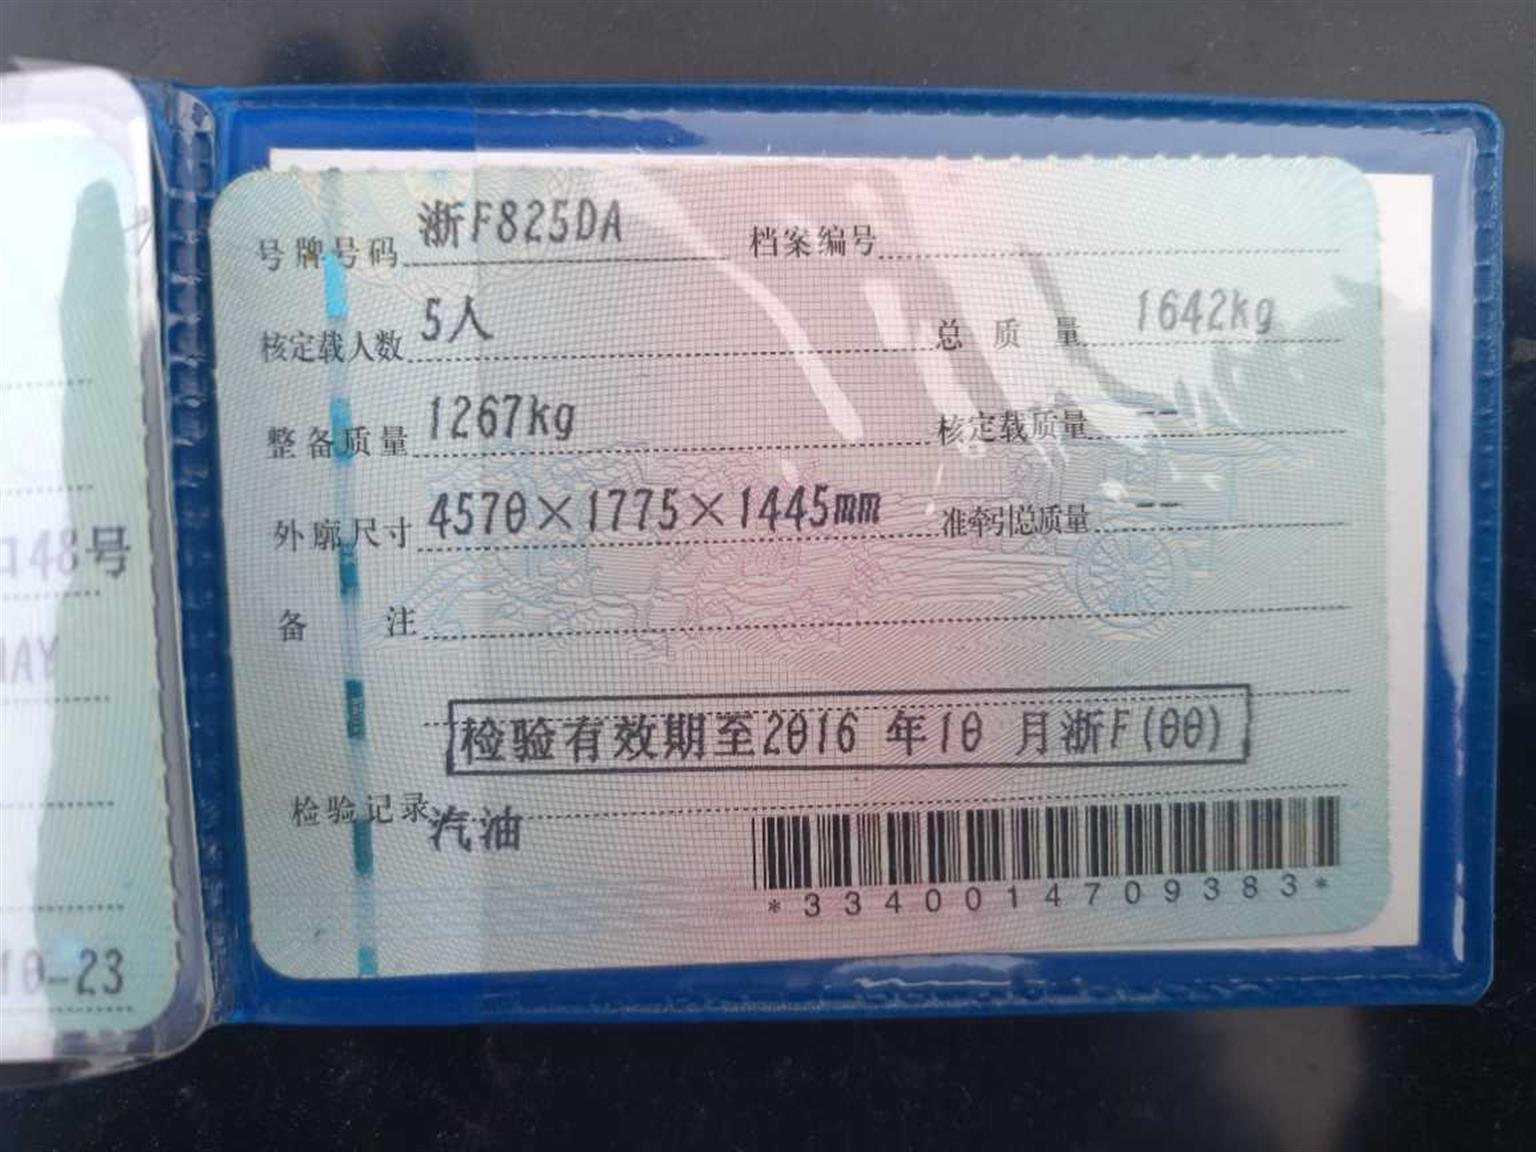 号牌号码 浙F825DA 档案编号
核定载人数 5人 总质量 1642kg
整备质量 1267kg 核定载质量 --
外廓尺寸 4570×1775×1445mm 准牵引总质量 --
备注
检验有效期至2016 年10 月浙F(00)
检验记录 汽油
*3340014709383*
48号
AY
10-23